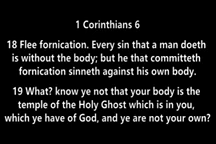 1 Corinthians 6
18 Flee fornication. Every sin that a man doeth
is without the body; but he that committeth
fornication sinneth against his own body.
19 What? know ye not that your body is the
temple of the Holy Ghost which is in you,
which ye have of God, and ye are not your own?